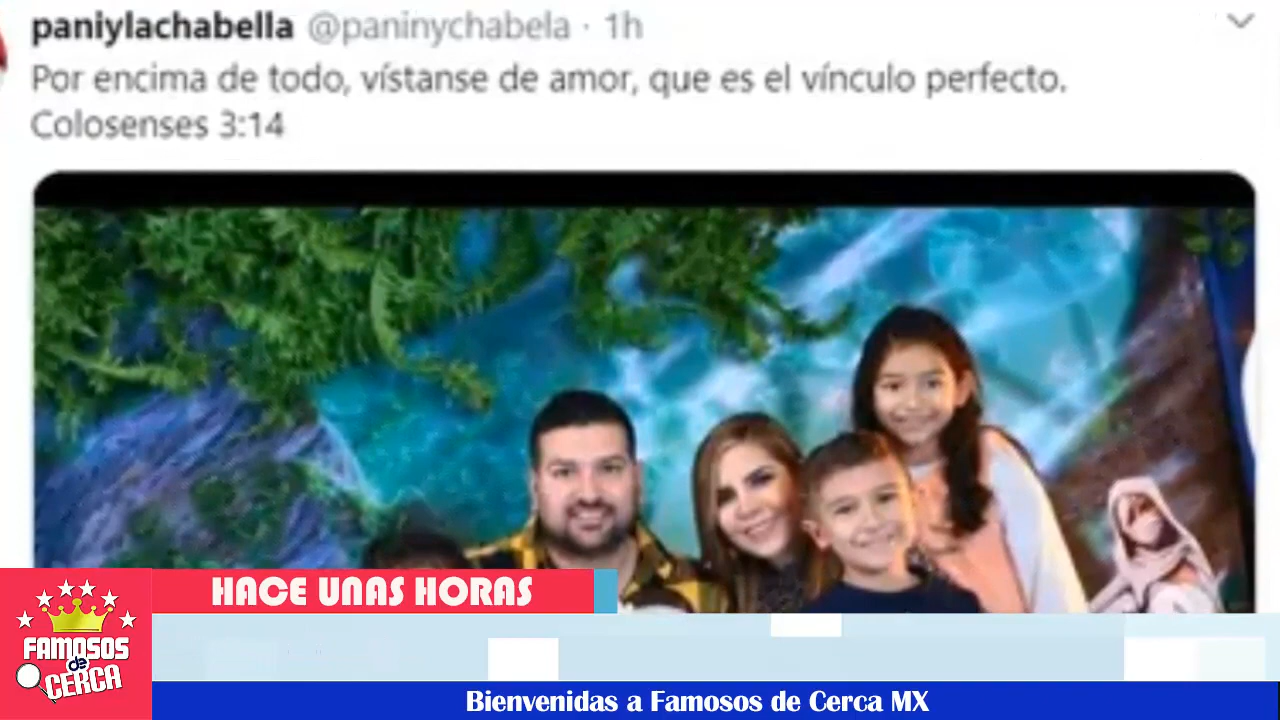 paniylachabella @paninychabela · 1h
Por encima de todo, vístanse de amor, que es el vínculo perfecto.
Colosenses 3:14
HACE UNAS HORAS
FAMOSOS
de
CERCA
Bienvenidas a Famosos de Cerca MX